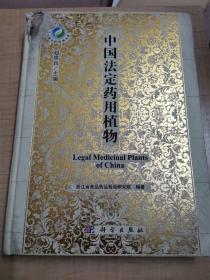 中国法定药用植物
Legal Medicinal Plants
of China
浙江省食品药品检验研究院 编著
科学出版社